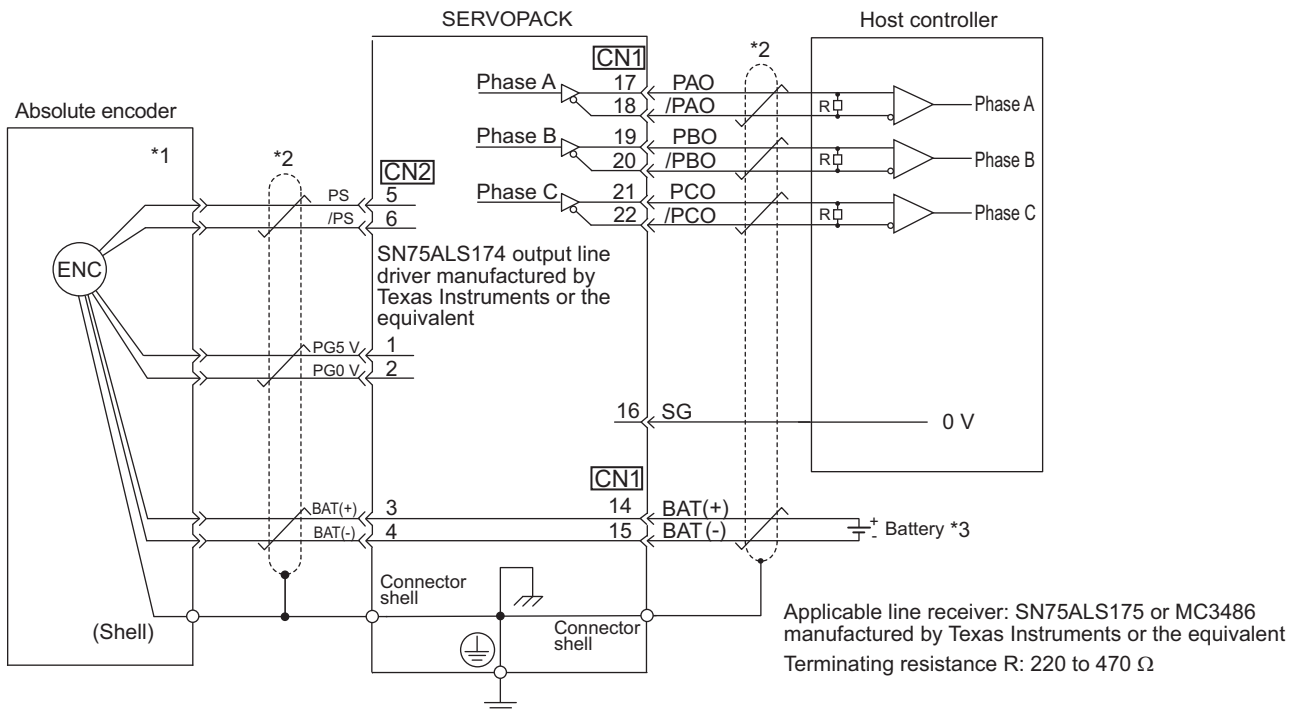 SERVOPACK
Host controller
Absolute encoder
*1
*2
CN2
PS
5
/PS
6
ENC
SN75ALS174 output line
driver manufactured by
Texas Instruments or the
equivalent
PG5 V
1
PG0 V
2
BAT(+)
3
BAT(-)
4
(Shell)
Connector
shell
CN1
*2
Phase A
17
PAO
18
/PAO
R
Phase A
Phase B
19
PBO
20
/PBO
R
Phase B
Phase C
21
PCO
22
/PCO
R
Phase C
16
SG
0 V
CN1
14
BAT(+)
15
BAT (-)
+
-
Battery *3
Connector
shell
Applicable line receiver: SN75ALS175 or MC3486
manufactured by Texas Instruments or the equivalent
Terminating resistance R: 220 to 470 Ω